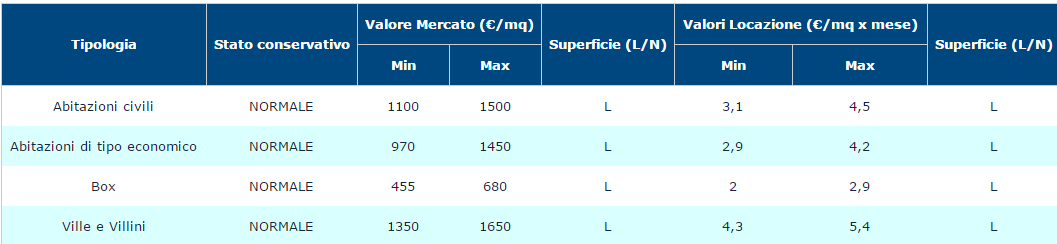 Tipologia Stato conservativo Valore Mercato (€/mq) Superficie (L/N) Valori Locazione (€/mq x mese) Superficie (L/N)
Min Max Min Max
Abitazioni civili NORMALE 1100 1500 L 3,1 4,5 L
Abitazioni di tipo economico NORMALE 970 1450 L 2,9 4,2 L
Box NORMALE 455 680 L 2 2,9 L
Ville e Villini NORMALE 1350 1650 L 4,3 5,4 L